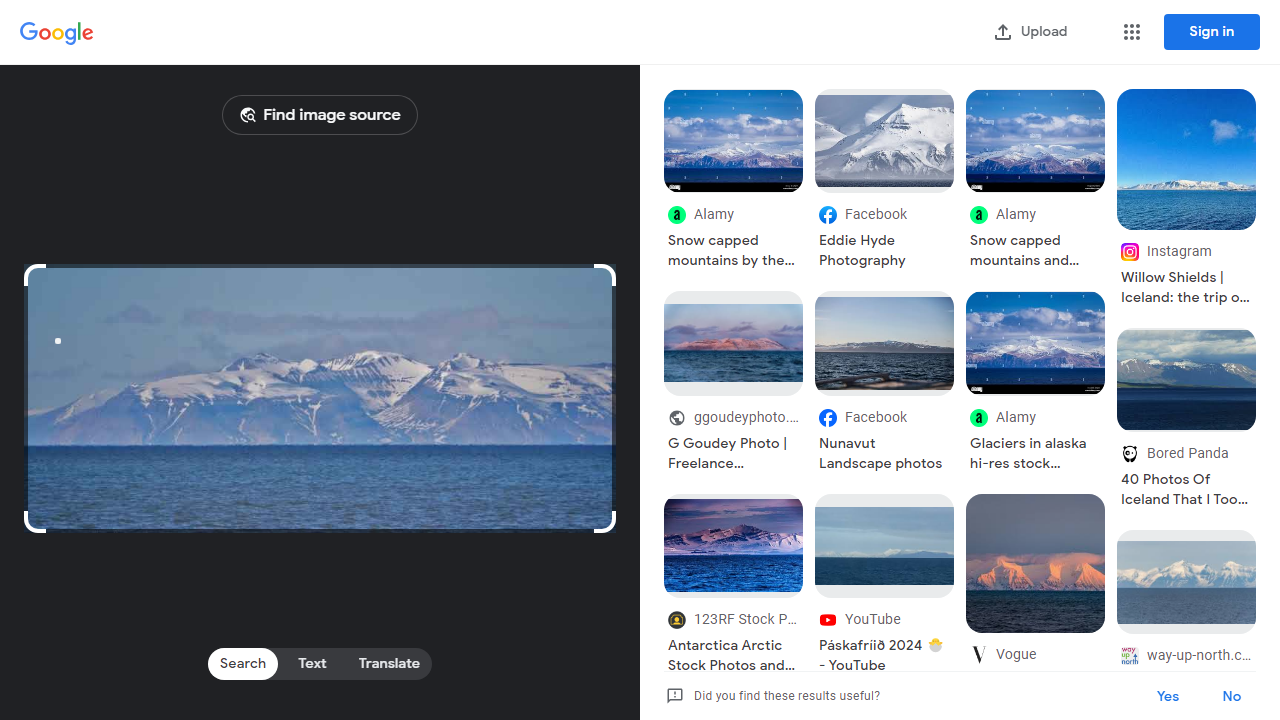 Google
Upload
Sign in
Find image source
Search
Text
Translate
Alamy
Snow capped
mountains by the...
Facebook
Eddie Hyde
Photography
Alamy
Snow capped
mountains and...
Instagram
Willow Shields |
Iceland: the trip o...
ggoudeyphoto....
G Goudey Photo |
Freelance...
Facebook
Nunavut
Landscape photos
Alamy
Glaciers in alaska
hi-res stock...
Bored Panda
40 Photos Of
Iceland That I Too...
123RF Stock P...
Antarctica Arctic
Stock Photos and...
YouTube
Páskafríið 2024 🐣
- YouTube
Vogue
way-up-north.c...
Did you find these results useful?
Yes
No